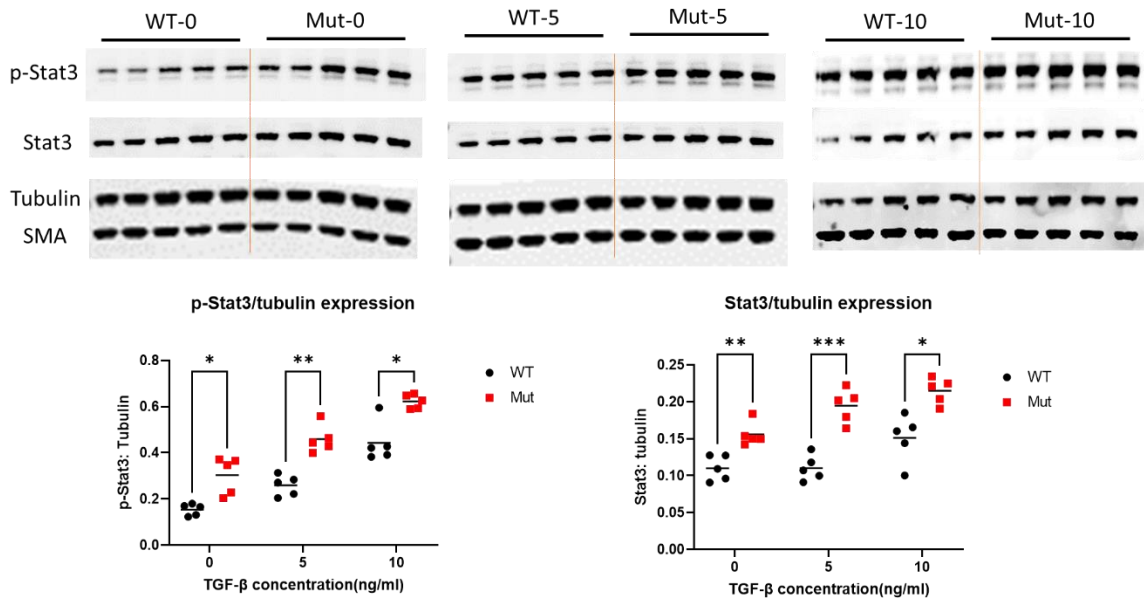 WT-0 Mut-0 WT-5 Mut-5 WT-10 Mut-10
p-Stat3
Stat3
Tubulin
SMA
p-Stat3/tubulin expression
p-Stat3: Tubulin
0.8
0.6
0.4
0.2
0.0
* ** *
WT
Mut
0 5 10
TGF-β concentration(ng/ml)
Stat3/tubulin expression
Stat3: tubulin
0.25
0.20
0.15
0.10
0.05
0.00
** *** *
WT
Mut
0 5 10
TGF-β concentration(ng/ml)